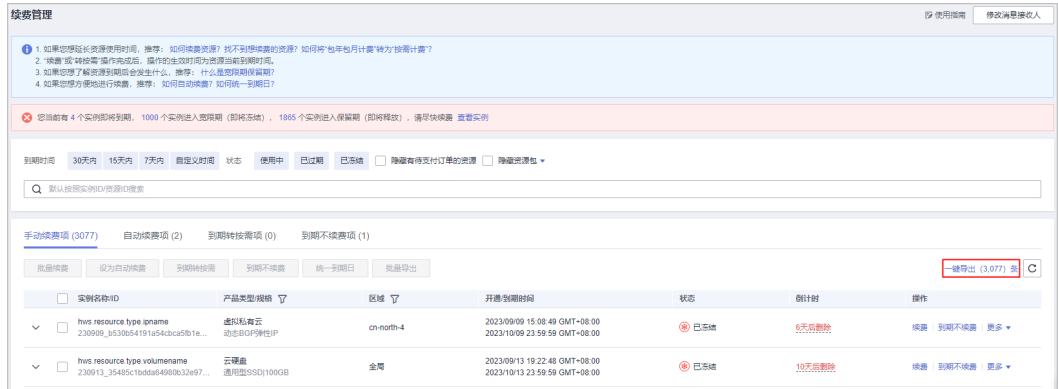 续费管理
使用指南 修改消息接收人
1. 如果您想延长资源使用时间，推荐： 如何续费资源？找不到想续费的资源？如何将“包年包月计费”转为“按需计费”？
2. “续费”或“转按需”操作完成后，操作的生效时间为资源当前到期时间。
3. 如果您想了解资源到期后会发生什么，推荐： 什么是宽限期保留期？
4. 如果您想方便地进行续费，推荐： 如何自动续费？如何统一到期日？
您当前有 4 个实例即将到期， 1000 个实例进入宽限期（即将冻结）， 1865 个实例进入保留期（即将释放），请尽快续费 查看实例
到期时间 30天内 15天内 7天内 自定义时间 状态 使用中 已过期 已冻结 隐藏有待支付订单的资源 隐藏资源包
默认按照实例ID/资源ID搜索
手动续费项 (3077) 自动续费项 (2) 到期转按需项 (0) 到期不续费项 (1)
批量续费 设为自动续费 到期转按需 到期不续费 统一到期日 批量导出 一键导出（3,077）条
实例名称/ID 产品类型/规格 区域 开通/到期时间 状态 倒计时 操作
hws.resource.type.ipname 虚拟私有云 cn-north-4 2023/09/09 15:08:49 GMT+08:00 已冻结 6天后删除 续费 到期不续费 更多
230909_b530b54191a54cbca5fb1e... 动态BGP弹性IP 2023/10/09 23:59:59 GMT+08:00
hws.resource.type.volumename 云硬盘 全局 2023/09/13 19:22:48 GMT+08:00 已冻结 10天后删除 续费 到期不续费 更多
230913_35485c1bdda64980b32e97... 通用型SSD|100GB 2023/10/13 23:59:59 GMT+08:00